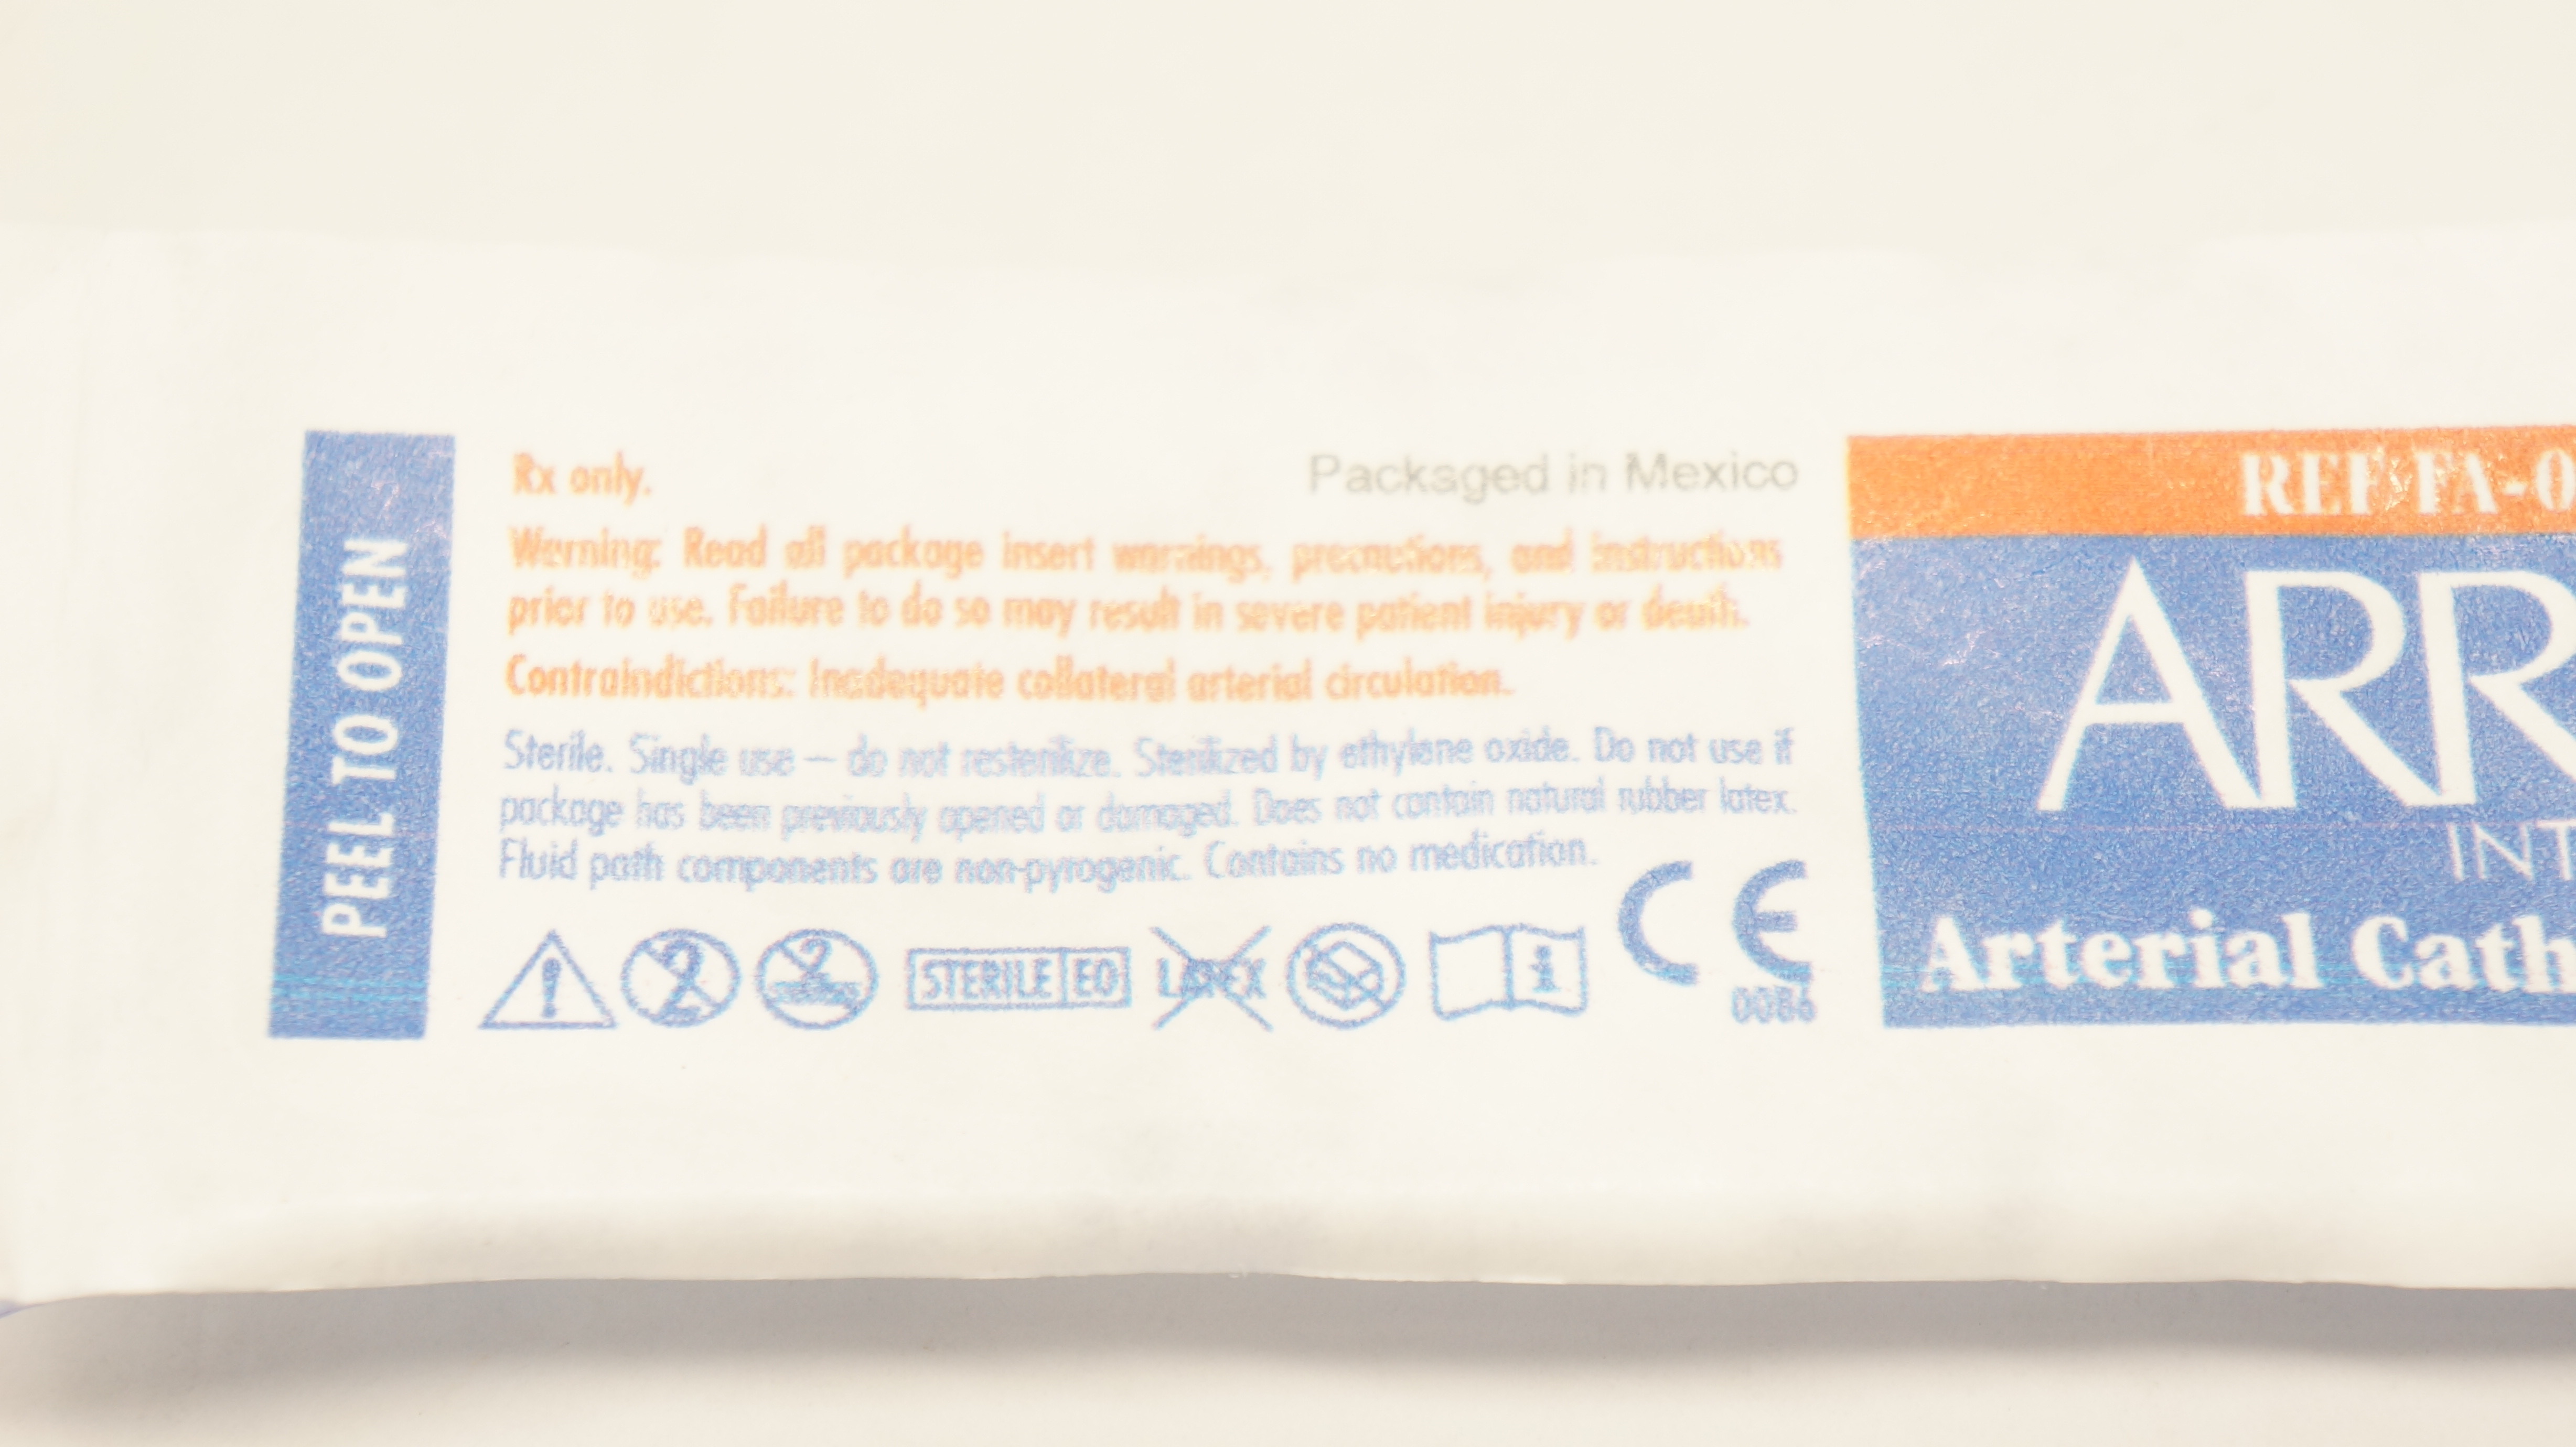 PEEL TO OPEN
Rx only.
Packaged in Mexico
Warning: Read all package insert warnings, precautions, and instructions
prior to use. Failure to do so may result in severe patient injury or death.
Contraindictions: Inadequate collateral arterial circulation.
Sterile. Single use – do not resterilize. Sterilized by ethylene oxide. Do not use if
package has been previously opened or damaged. Does not contain natural rubber latex.
Fluid path components are non-pyrogenic. Contains no medication.
2 2 STERILE EO LATEX i CE
0086
REF FA-0
ARR
INT
Arterial Cath